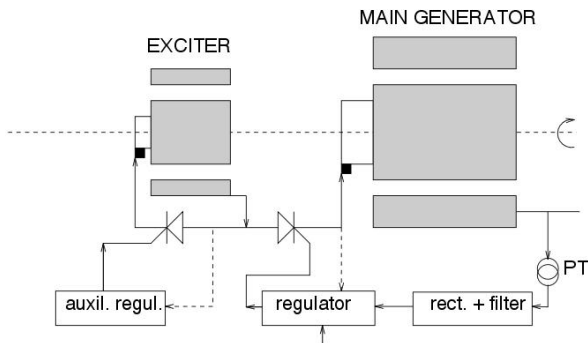 MAIN GENERATOR
EXCITER
PT
auxil. regul.
regulator
rect. + filter